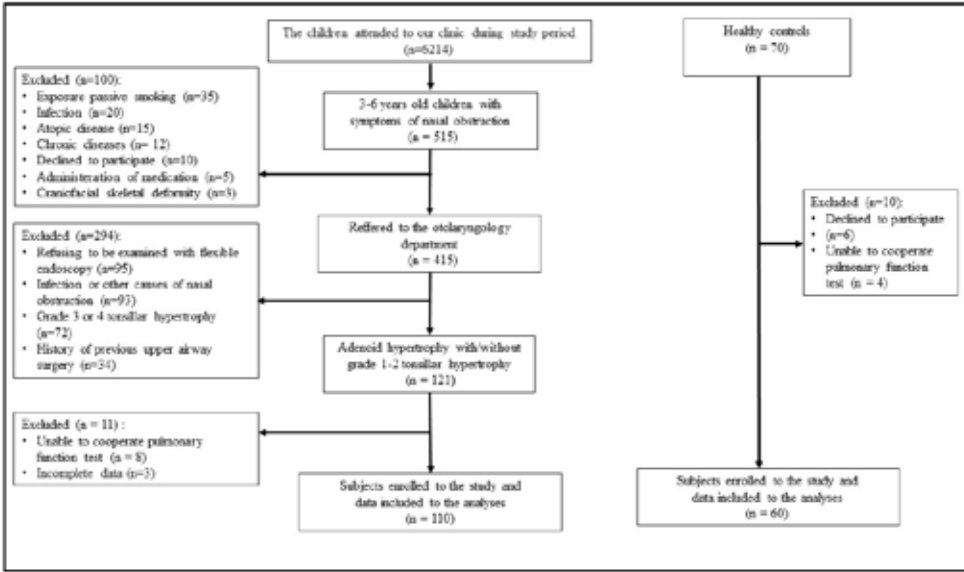 The children attended to our clinic during study period
(n=6214)
Healthy controls
(n = 70)
Excluded (n=100):
• Exposure passive smoking (n=35)
• Infection (n=20)
• Atopic disease (n=15)
• Chronic diseases (n= 12)
• Declined to participate (n=10)
• Administeration of medication (n=5)
• Cranicfacial skeletal deformity (n=3)
3-6 years old children with
symptoms of nasal obstruction
(n = 515)
Reffered to the otolaryngology
department
(n = 415)
Excluded (n=10):
• Declined to participate
• (n=6)
• Unable to cooperate
pulmonary function
test (n = 4)
Excluded (n=294):
• Refusing to be examined with flexible
endoscopy (n=95)
• Infection or other causes of nasal
obstruction (n=93)
• Grade 3 or 4 tonsillar hypertrophy
(n=72)
• History of previous upper airway
surgery (n=34)
Adenoid hypertrophy with/without
grade 1-2 tonsillar hypertrophy
(n = 121)
Excluded (n = 11) :
• Unable to cooperate pulmonary
function test (n = 8)
• Incomplete data (n=3)
Subjects enrolled to the study and
data included to the analyses
(n = 110)
Subjects enrolled to the study and
data included to the analyses
(n = 60)